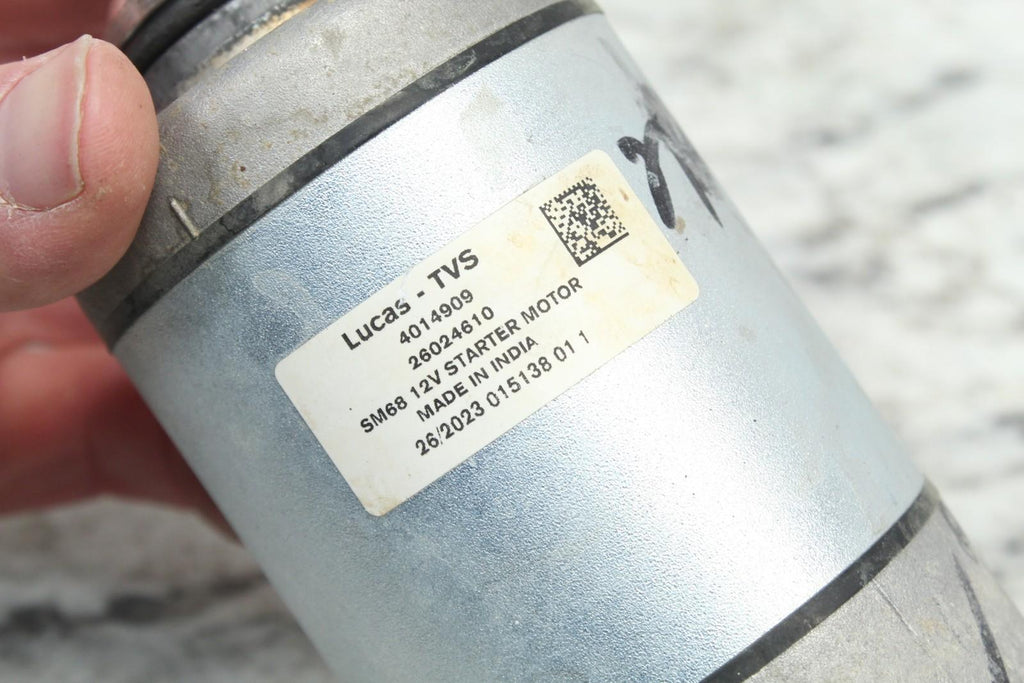 Lucas - TVS
4014909
26024610
SM68 12V STARTER MOTOR
MADE IN INDIA
26/2023 015138 01 1